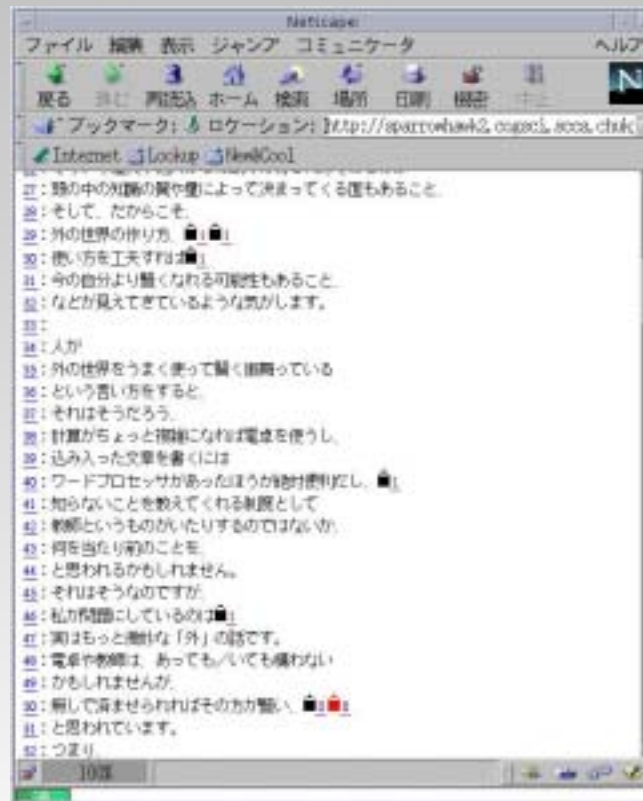 Netscape
ファイル 編集 表示 ジャンプ コミュニケータ ヘルプ
戻る 進む 再読込 ホーム 検索 場所 印刷 機密 中止
ブックマーク: ロケーション: http://sparrowhawk2.cogsci.scca.chuk
Internet Lookup New&Cool
27: 頭の中の知識の質や量によって決まってくる面もあること、
28: そして、だからこそ、
29: 外の世界の作り方、1 1
30: 使い方を工夫すれば1
31: 今の自分より賢くなれる可能性もあること、
32: などが見えてきているような気がします。
33:
34: 人が
35: 外の世界をうまく使って賢く振舞っている
36: という言い方をすると、
37: それはそうだろう、
38: 計算がちょっと複雑になれば電卓を使うし、
39: 込み入った文章を書くには
40: ワードプロセッサがあったほうが絶対便利だし、1
41: 知らないことを教えてくれる制度として
42: 教師というものがいたりするのではないか、
43: 何を当たり前のことを、
44: と思われるかもしれません。
45: それはそうなのですが、
46: 私が問題にしているのは1
47: 実はもっと微妙な「外」の話です。
48: 電卓や教師は、あっても/いても構わない
49: かもしれませんが、
50: 無しで済ませられればその方が賢い、1 1
51: と思われています。
52: つまり、
100%